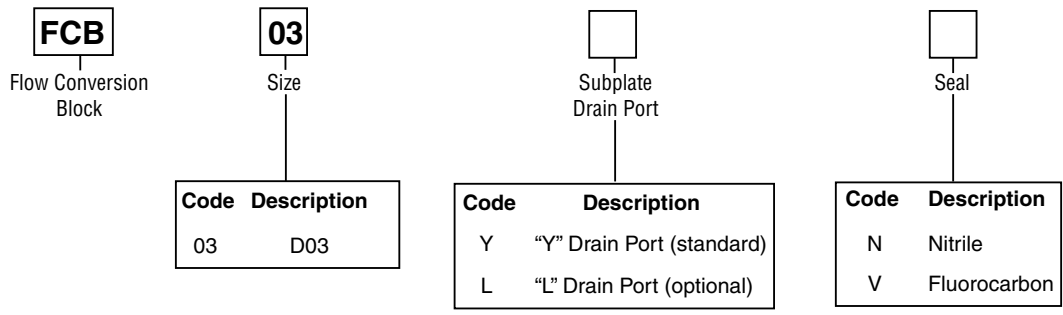 FCB
03
Flow Conversion
Block
Size
Subplate
Drain Port
Seal
Code Description
03 D03
Code Description
Y “Y” Drain Port (standard)
L “L” Drain Port (optional)
Code Description
N Nitrile
V Fluorocarbon